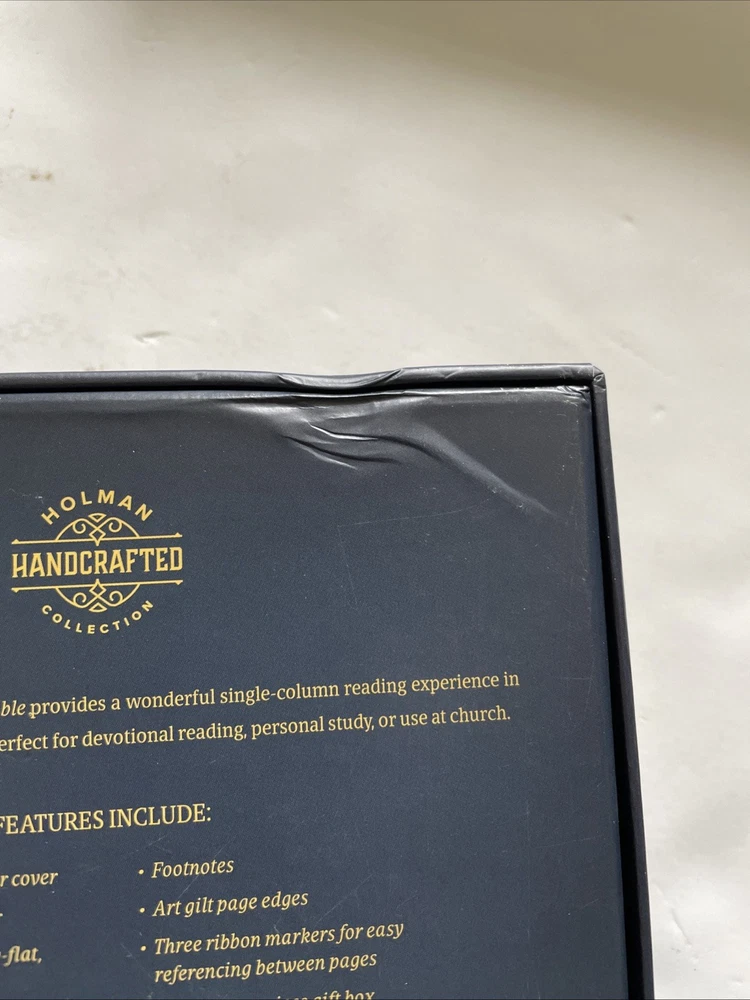 HOLMAN
HANDCRAFTED
COLLECTION
ble provides a wonderful single-column reading experience in
erfect for devotional reading, personal study, or use at church.
FEATURES INCLUDE:
r cover
-flat,
• Footnotes
• Art gilt page edges
• Three ribbon markers for easy
referencing between pages
gift box